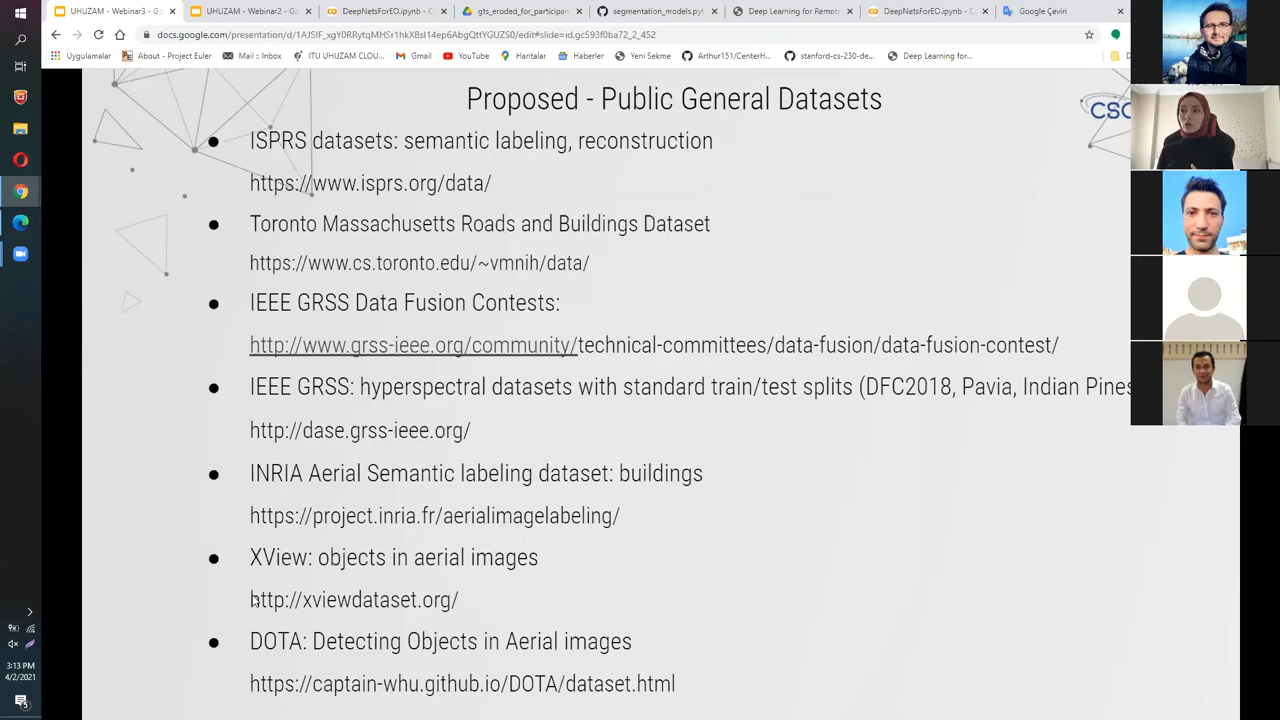 UHUZAM - Webinar3 - Go
UHUZAM - Webinar2 - Go
DeepNetsForEO.ipynb - C
gts_eroded_for_participan
segmentation_models.pyt
Deep Learning for Remot
DeepNetsForEO.ipynb - C
Google Çeviri
docs.google.com/presentation/d/
Uygulamalar
About - Project Euler
Mail :: Inbox
ITU UHUZAM CLOUD
Gmail
YouTube
Haritalar
Haberler
Yeni Sekme
Arthur151/CenterH
stanford-cs-230-de...
Deep Learning for...
Proposed - Public General Datasets
CSC
● ISPRS datasets: semantic labeling, reconstruction
https://www.isprs.org/data/
● Toronto Massachusetts Roads and Buildings Dataset
https://www.cs.toronto.edu/~vmnih/data/
● IEEE GRSS Data Fusion Contests:
http://www.grss-ieee.org/community/technical-committees/data-fusion/data-fusion-contest/
● IEEE GRSS: hyperspectral datasets with standard train/test splits (DFC2018, Pavia, Indian Pines
http://dase.grss-ieee.org/
● INRIA Aerial Semantic labeling dataset: buildings
https://project.inria.fr/aerialimagelabeling/
● XView: objects in aerial images
http://xviewdataset.org/
● DOTA: Detecting Objects in Aerial images
https://captain-whu.github.io/DOTA/dataset.html
3:13 PM
4/2/2021
5